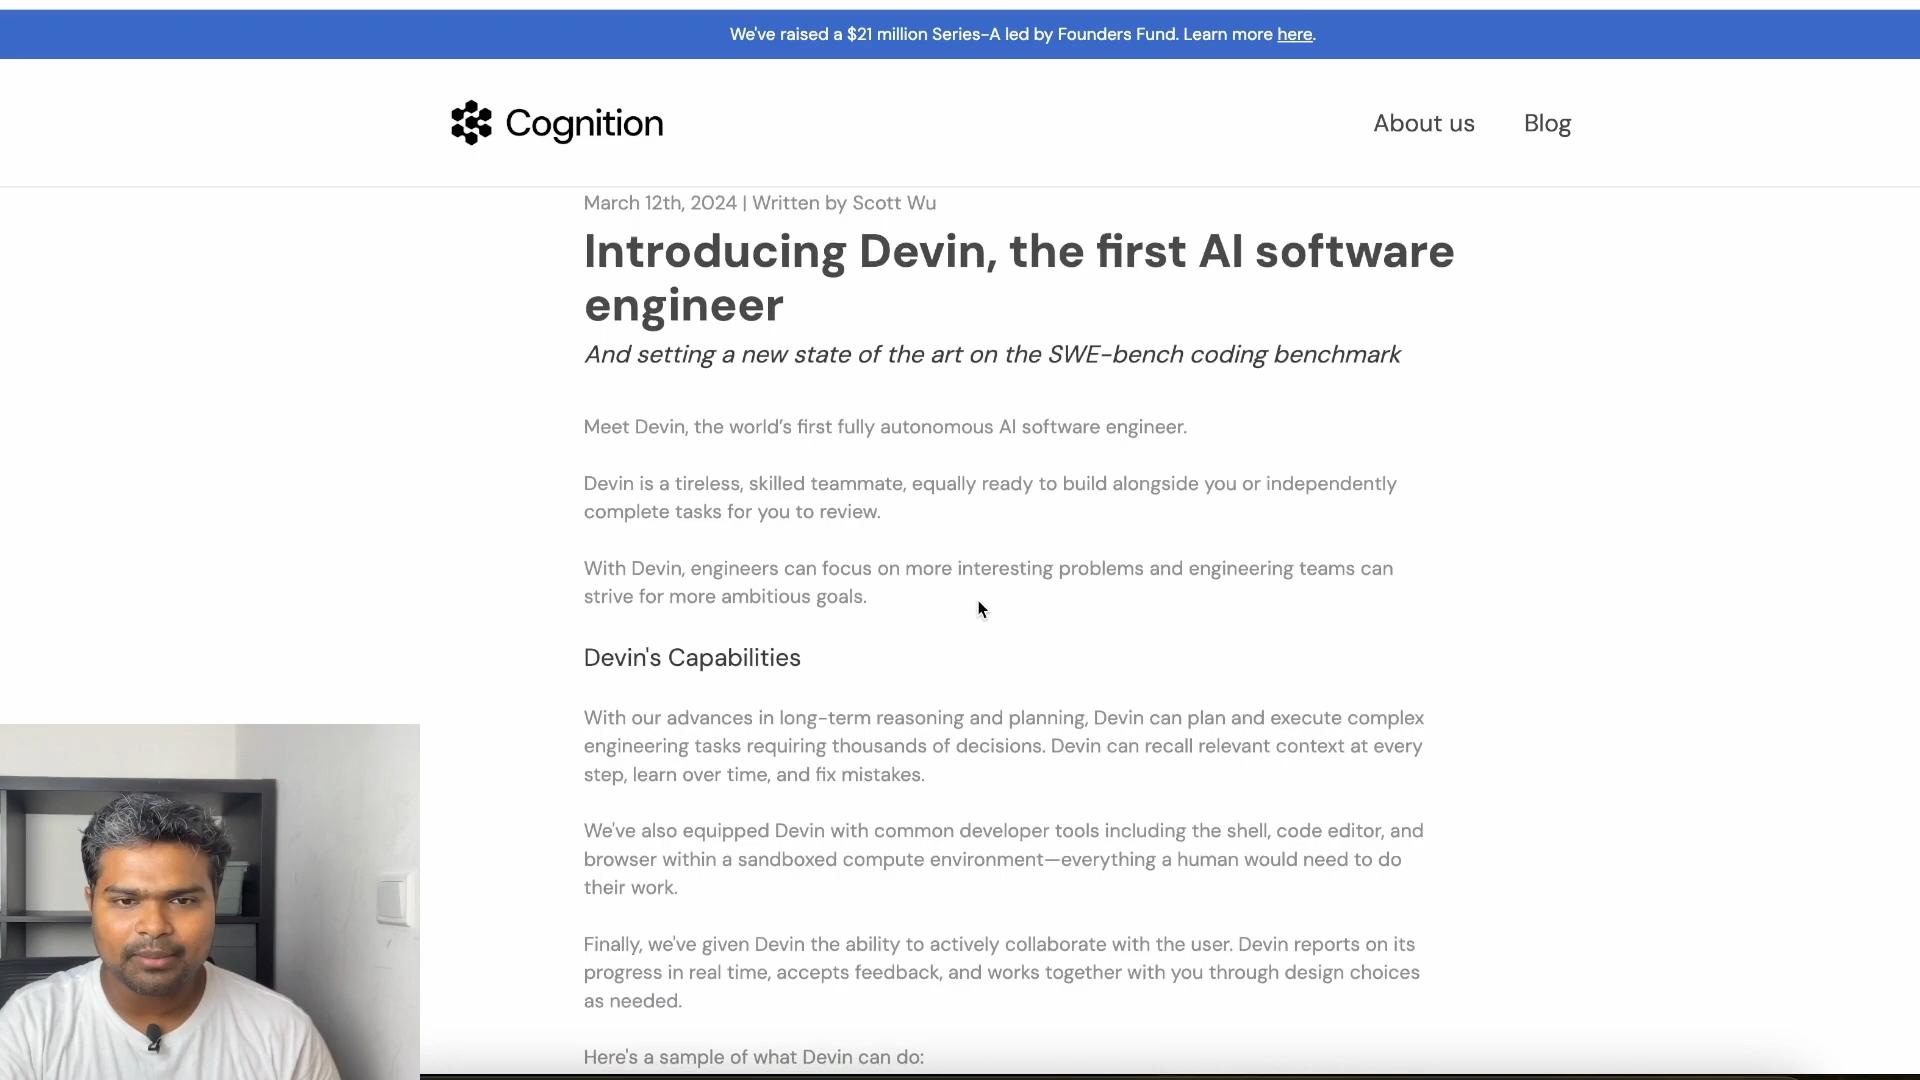 We've raised a $21 million Series-A led by Founders Fund. Learn more here.
Cognition
About us
Blog
March 12th, 2024 | Written by Scott Wu
Introducing Devin, the first AI software
engineer
And setting a new state of the art on the SWE-bench coding benchmark
Meet Devin, the world’s first fully autonomous AI software engineer.
Devin is a tireless, skilled teammate, equally ready to build alongside you or independently
complete tasks for you to review.
With Devin, engineers can focus on more interesting problems and engineering teams can
strive for more ambitious goals.
Devin's Capabilities
With our advances in long-term reasoning and planning, Devin can plan and execute complex
engineering tasks requiring thousands of decisions. Devin can recall relevant context at every
step, learn over time, and fix mistakes.
We've also equipped Devin with common developer tools including the shell, code editor, and
browser within a sandboxed compute environment—everything a human would need to do
their work.
Finally, we've given Devin the ability to actively collaborate with the user. Devin reports on its
progress in real time, accepts feedback, and works together with you through design choices
as needed.
Here's a sample of what Devin can do: